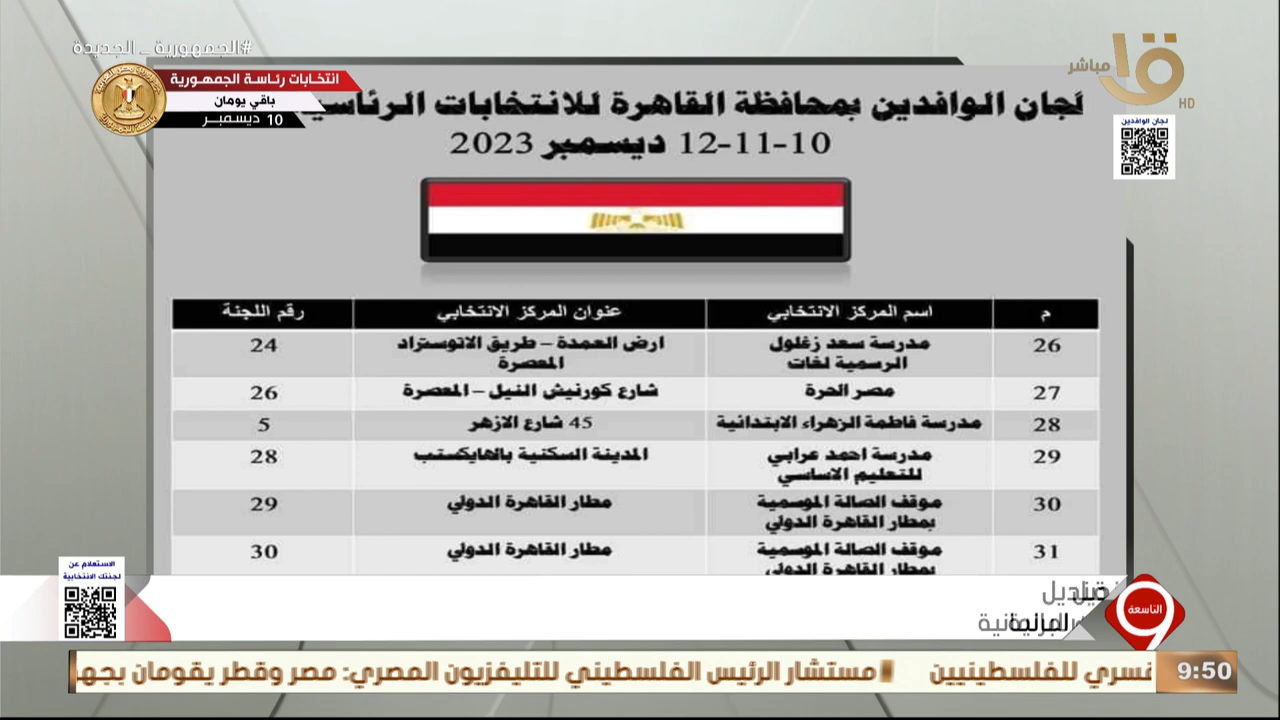 #الجمهورية_الجديدة
انتخابات رئاسة الجمهورية
باقي يومان
10 ديسمبر
مباشر
HD
لجان الوافدين
لجان الوافدين بمحافظة القاهرة للانتخابات
10-11-12 ديسمبر 2023
م اسم المركز الانتخابي عنوان المركز الانتخابي رقم اللجنة
26 مدرسة سعد زغلول الرسمية لغات ارض العمدة – طريق الاتوستراد المعصرة 24
27 مصر الحرة شارع كورنيش النيل – المعصرة 26
28 مدرسة فاطمة الزهراء الابتدائية 45 شارع الازهر 5
29 مدرسة احمد عرابي للتعليم الاساسي المدينة السكنية بالهايكستب 28
30 موقف الصالة الموسمية بمطار القاهرة الدولي مطار القاهرة الدولي 29
31 موقف الصالة الموسمية بمطار القاهرة الدولي مطار القاهرة الدولي 30
الاستعلام عن
لجنتك الانتخابية
التاسعة
9
9:50
للفلسطينيين مستشار الرئيس الفلسطيني للتليفزيون المصري: مصر وقطر يقومان